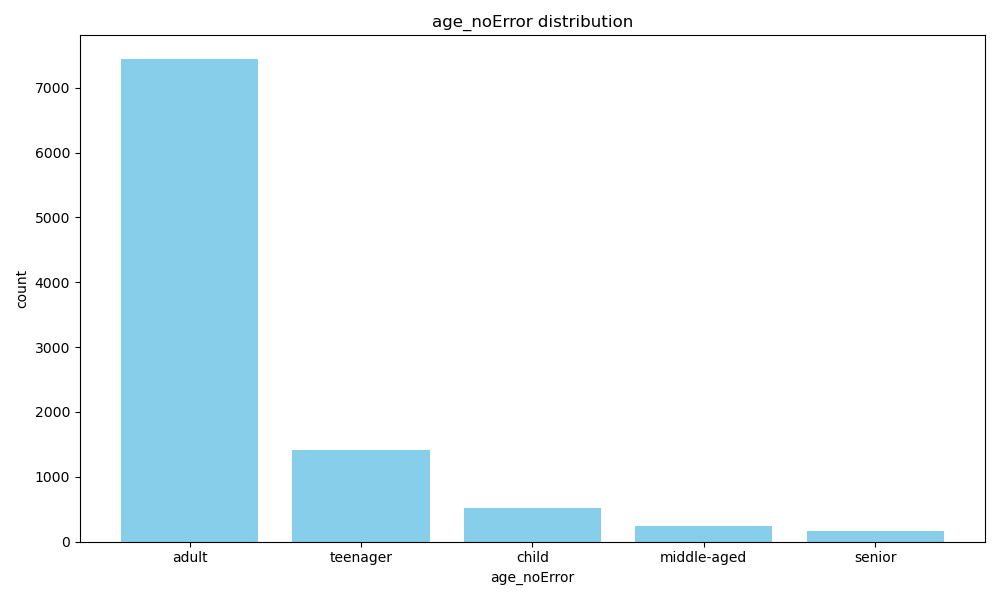 age_noError distribution
count
7000
6000
5000
4000
3000
2000
1000
0
adult teenager child middle-aged senior
age_noError